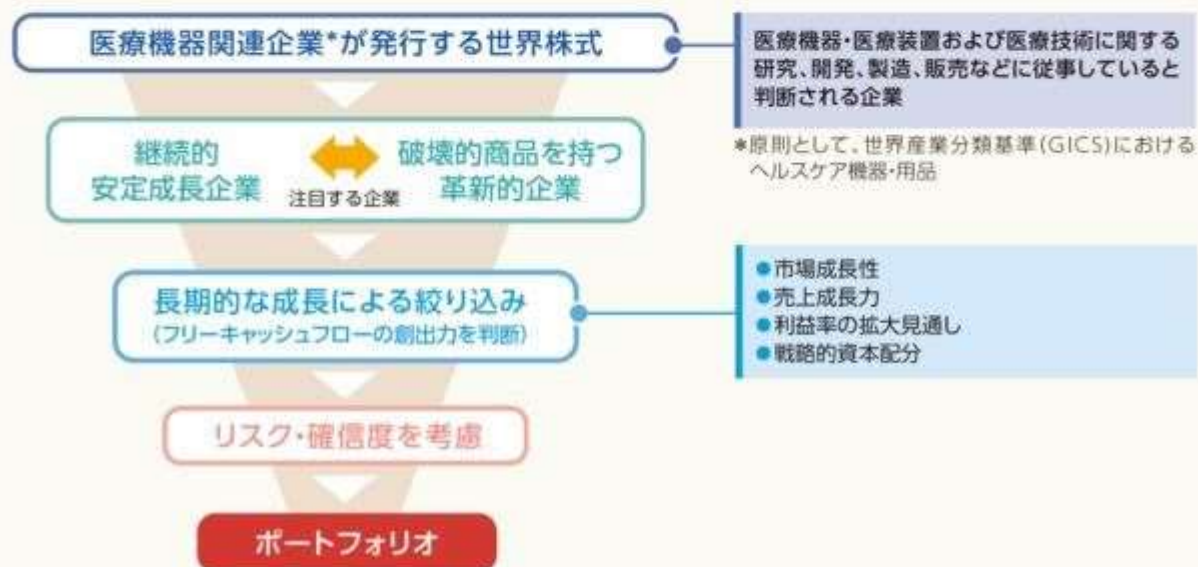 医療機器関連企業*が発行する世界株式
医療機器・医療装置および医療技術に関する
研究、開発、製造、販売などに従事していると
判断される企業
*原則として、世界産業分類基準(GICS)における
ヘルスケア機器・用品
継続的
安定成長企業
注目する企業
破壊的商品を持つ
革新的企業
長期的な成長による絞り込み
(フリーキャッシュフローの創出力を判断)
●市場成長性
●売上成長力
●利益率の拡大見通し
●戦略的資本配分
リスク・確信度を考慮
ポートフォリオ